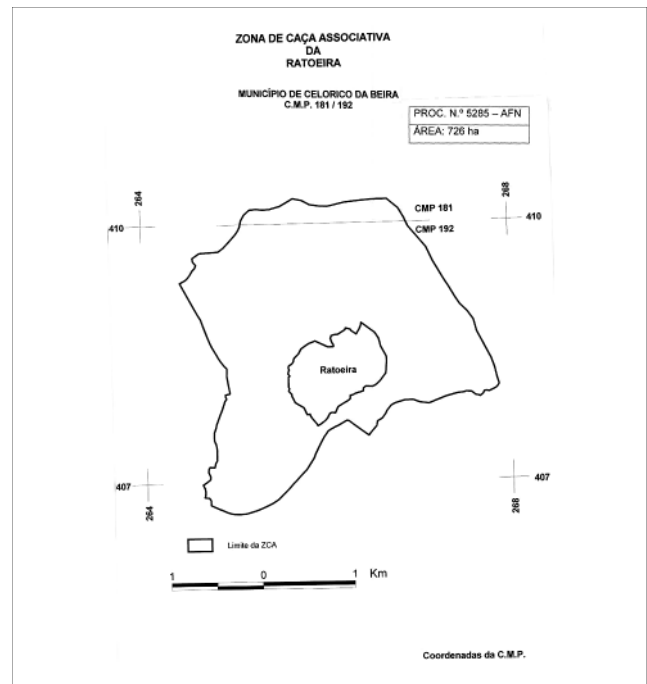 ZONA DE CAÇA ASSOCIATIVA
DA
RATOEIRA
MUNICÍPIO DE CELORICO DA BEIRA
C.M.P. 181 / 192
PROC. N.º 5285 – AFN
ÁREA: 726 ha
264
268
410
CMP 181
410
CMP 192
Ratoeira
407
407
264
268
Limite da ZCA
1 0 1 Km
Coordenadas da C.M.P.